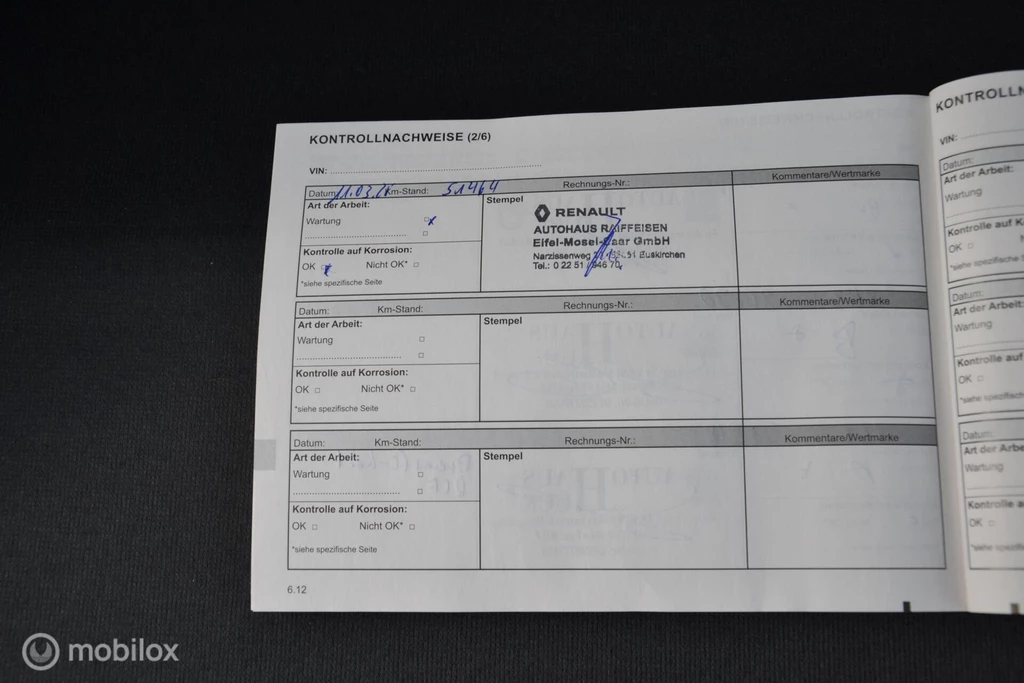 KONTROLLNACHWEISE (2/6)
VIN:
Datum: 11.03. Km-Stand: 51464 Rechnungs-Nr.: Kommentare/Wertmarke
Art der Arbeit: Stempel
Wartung x
RENAULT
AUTOHAUS RAIFFEISEN
Eifel-Mosel-Saar GmbH
Narzissenweg Euskirchen
Tel.: 0 22 51 / 946 70
Kontrolle auf Korrosion:
OK x Nicht OK*
*siehe spezifische Seite
Datum: Km-Stand: Rechnungs-Nr.: Kommentare/Wertmarke
Art der Arbeit: Stempel
Wartung
Kontrolle auf Korrosion:
OK Nicht OK*
*siehe spezifische Seite
Datum: Km-Stand: Rechnungs-Nr.: Kommentare/Wertmarke
Art der Arbeit: Stempel
Wartung
Kontrolle auf Korrosion:
OK Nicht OK*
*siehe spezifische Seite
6.12
KONTROLLN
VIN:
Datum:
Art der Arbeit:
Wartung
Kontrolle auf Korros
OK
*siehe spezifisch
Datum:
Art der Arbeit:
Wartung
Kontrolle auf
OK
*siehe spezifisch
Datum:
Art der Arbe
Wartung
Kontrolle a
OK
*siehe spezifi
mobilox